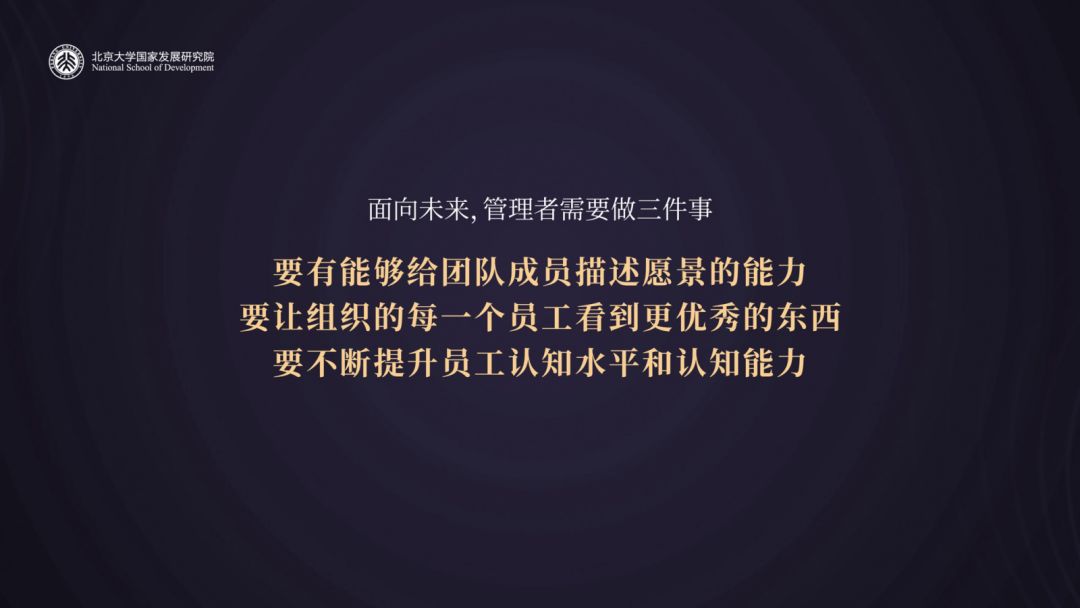 北京大学国家发展研究院
National School of Development
面向未来, 管理者需要做三件事
要有能够给团队成员描述愿景的能力
要让组织的每一个员工看到更优秀的东西
要不断提升员工认知水平和认知能力